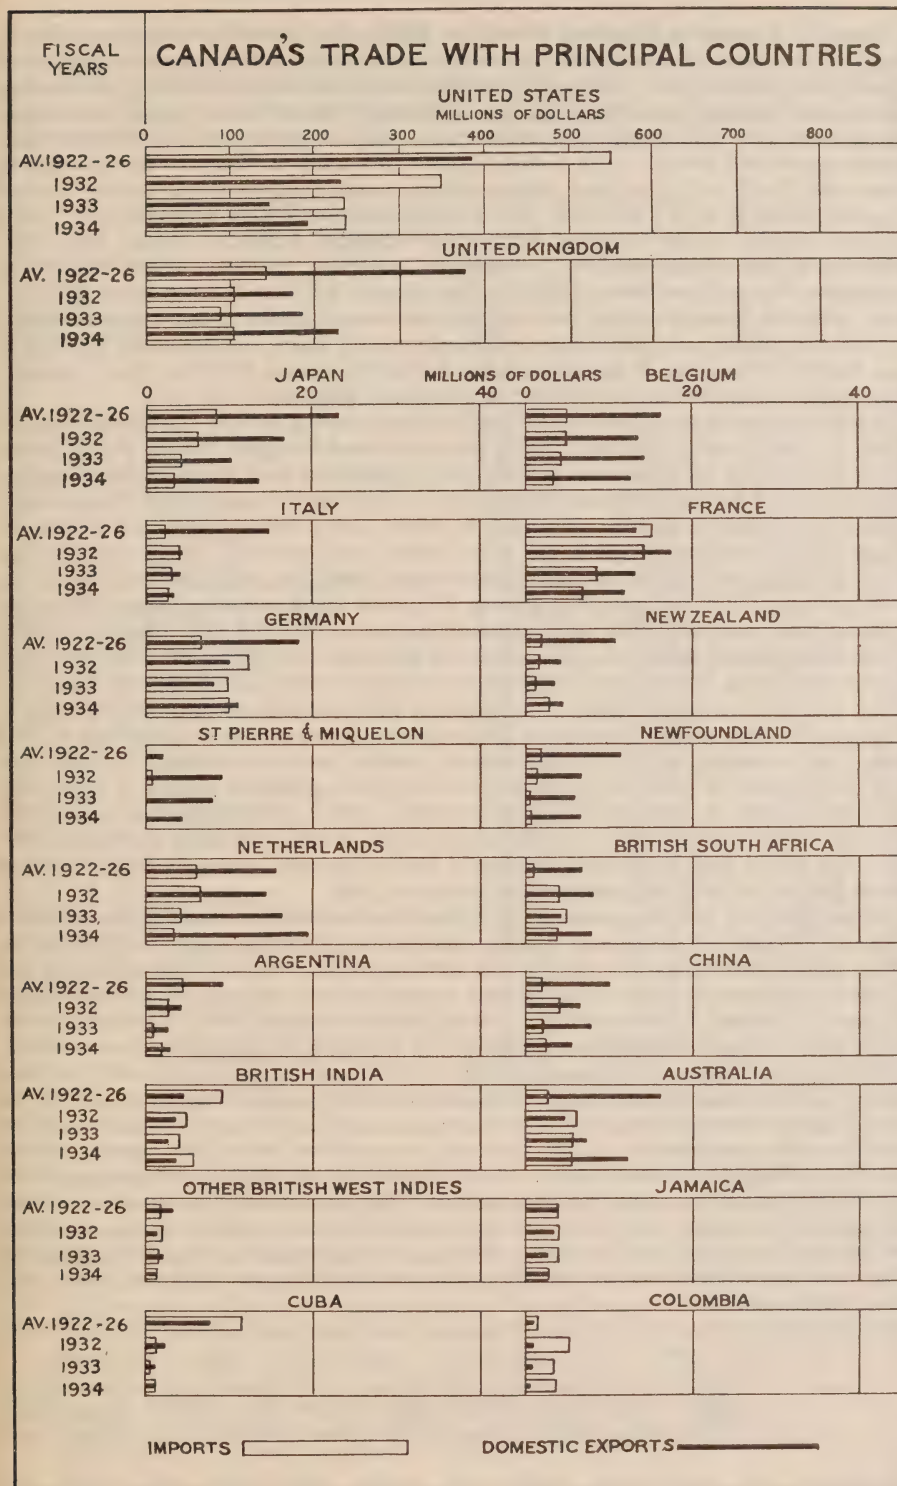 FISCAL YEARS
CANADA'S TRADE WITH PRINCIPAL COUNTRIES
UNITED STATES
MILLIONS OF DOLLARS
0 100 200 300 400 500 600 700 800
AV.1922-26
1932
1933
1934
UNITED KINGDOM
AV. 1922-26
1932
1933
1934
JAPAN MILLIONS OF DOLLARS BELGIUM
0 20 40 0 20 40
AV.1922-26
1932
1933
1934
ITALY FRANCE
AV.1922-26
1932
1933
1934
GERMANY NEW ZEALAND
AV. 1922-26
1932
1933
1934
ST PIERRE & MIQUELON NEWFOUNDLAND
AV.1922-26
1932
1933
1934
NETHERLANDS BRITISH SOUTH AFRICA
AV.1922-26
1932
1933.
1934
ARGENTINA CHINA
AV.1922-26
1932
1933
1934
BRITISH INDIA AUSTRALIA
AV.1922-26
1932
1933
1934
OTHER BRITISH WEST INDIES JAMAICA
AV.1922-26
1932
1933
1934
CUBA COLOMBIA
AV.1922-26
1932
1933
1934
IMPORTS DOMESTIC EXPORTS